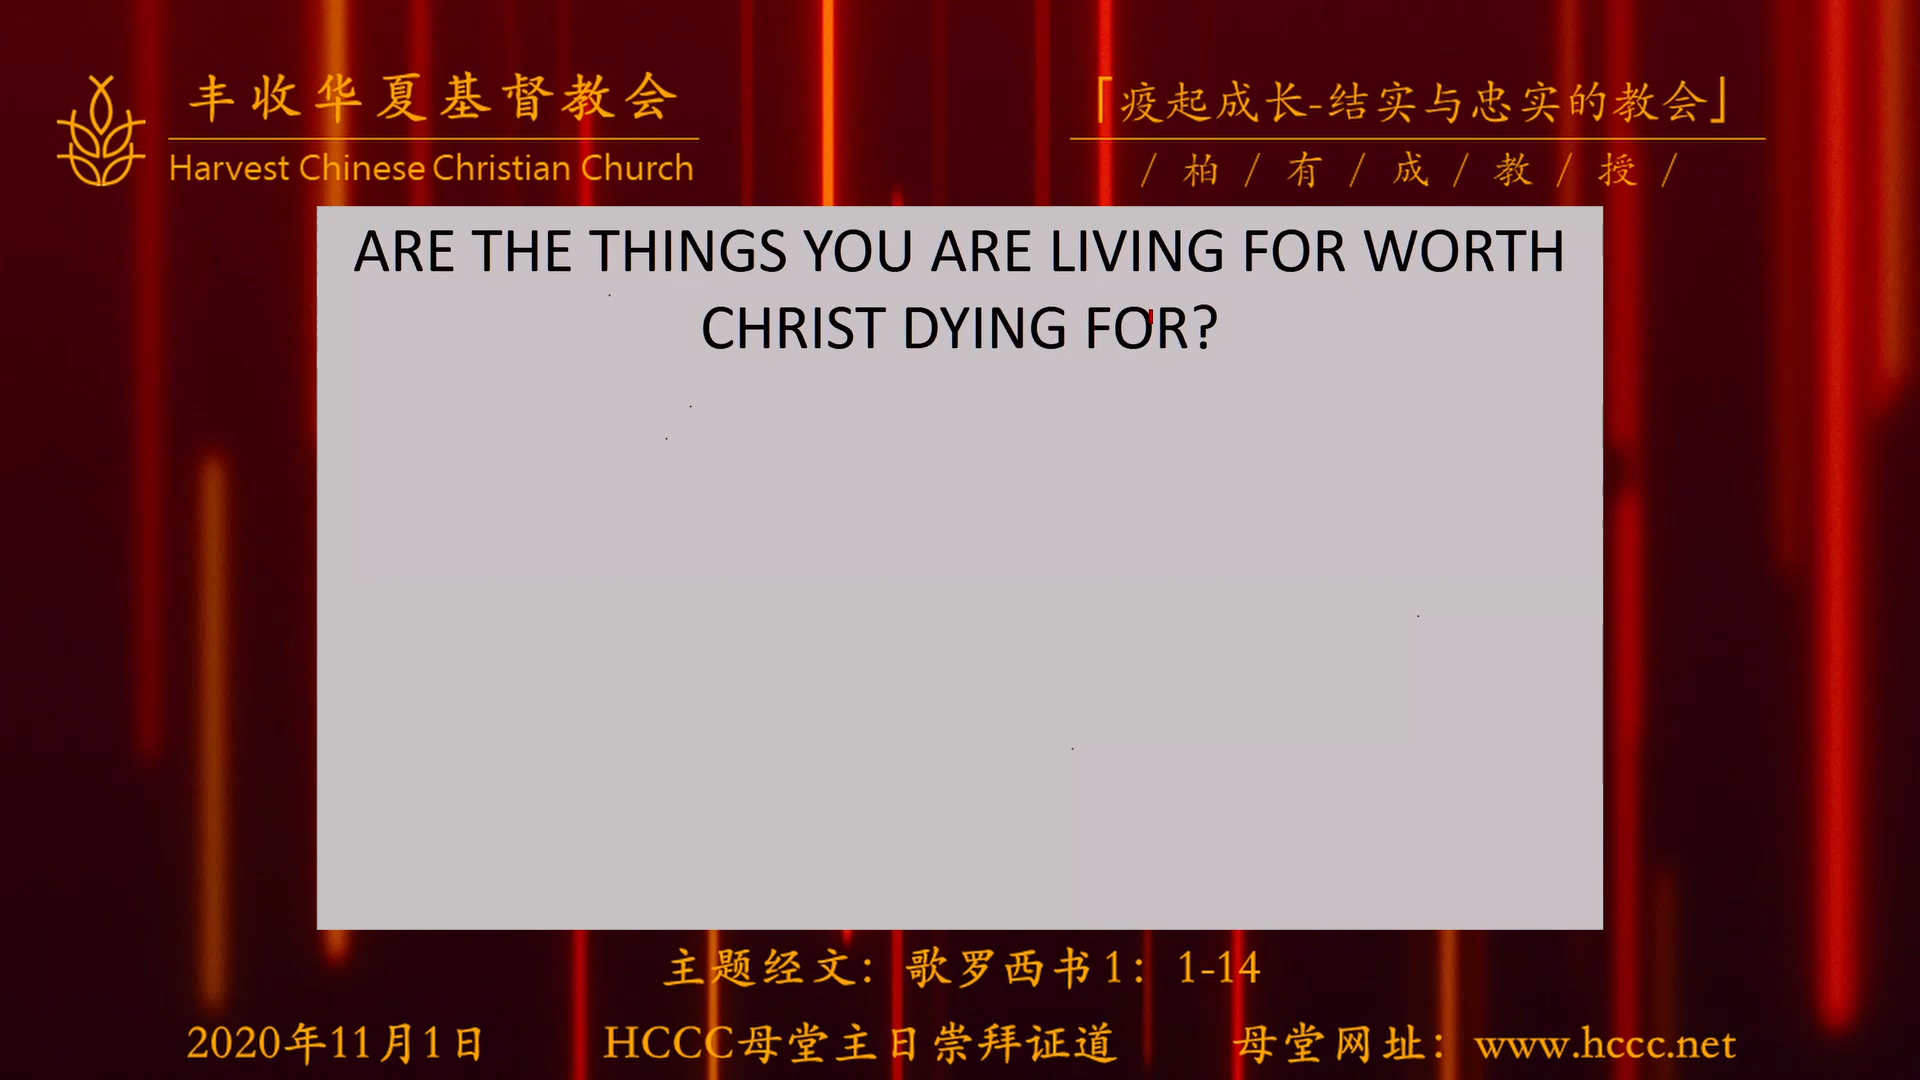 丰收华夏基督教会
Harvest Chinese Christian Church
「疫起成长-结实与忠实的教会」
/ 柏 / 有 / 成 / 教 / 授 /
ARE THE THINGS YOU ARE LIVING FOR WORTH
CHRIST DYING FOR?
主题经文：歌罗西书1：1-14
2020年11月1日 HCCC母堂主日崇拜证道 母堂网址：www.hccc.net